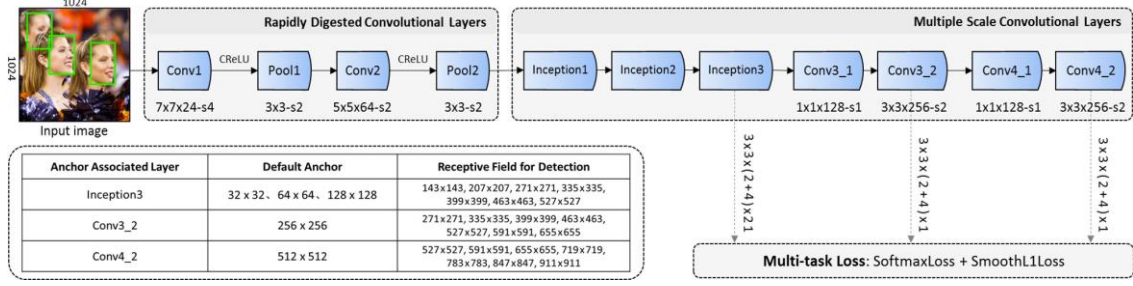 1024
1024
Input image
Rapidly Digested Convolutional Layers
Conv1
CReLU
Pool1
Conv2
CReLU
Pool2
7x7x24-s4
3x3-s2
5x5x64-s2
3x3-s2
Multiple Scale Convolutional Layers
Inception1
Inception2
Inception3
Conv3_1
Conv3_2
Conv4_1
Conv4_2
1x1x128-s1
3x3x256-s2
1x1x128-s1
3x3x256-s2
3x3x(2+4)x21
3x3x(2+4)x1
3x3x(2+4)x1
Anchor Associated Layer
Default Anchor
Receptive Field for Detection
Inception3
32 x 32、64 x 64、128 x 128
143x143, 207x207, 271x271, 335x335,
399x399, 463x463, 527x527
Conv3_2
256 x 256
271x271, 335x335, 399x399, 463x463,
527x527, 591x591, 655x655
Conv4_2
512 x 512
527x527, 591x591, 655x655, 719x719,
783x783, 847x847, 911x911
Multi-task Loss: SoftmaxLoss + SmoothL1Loss